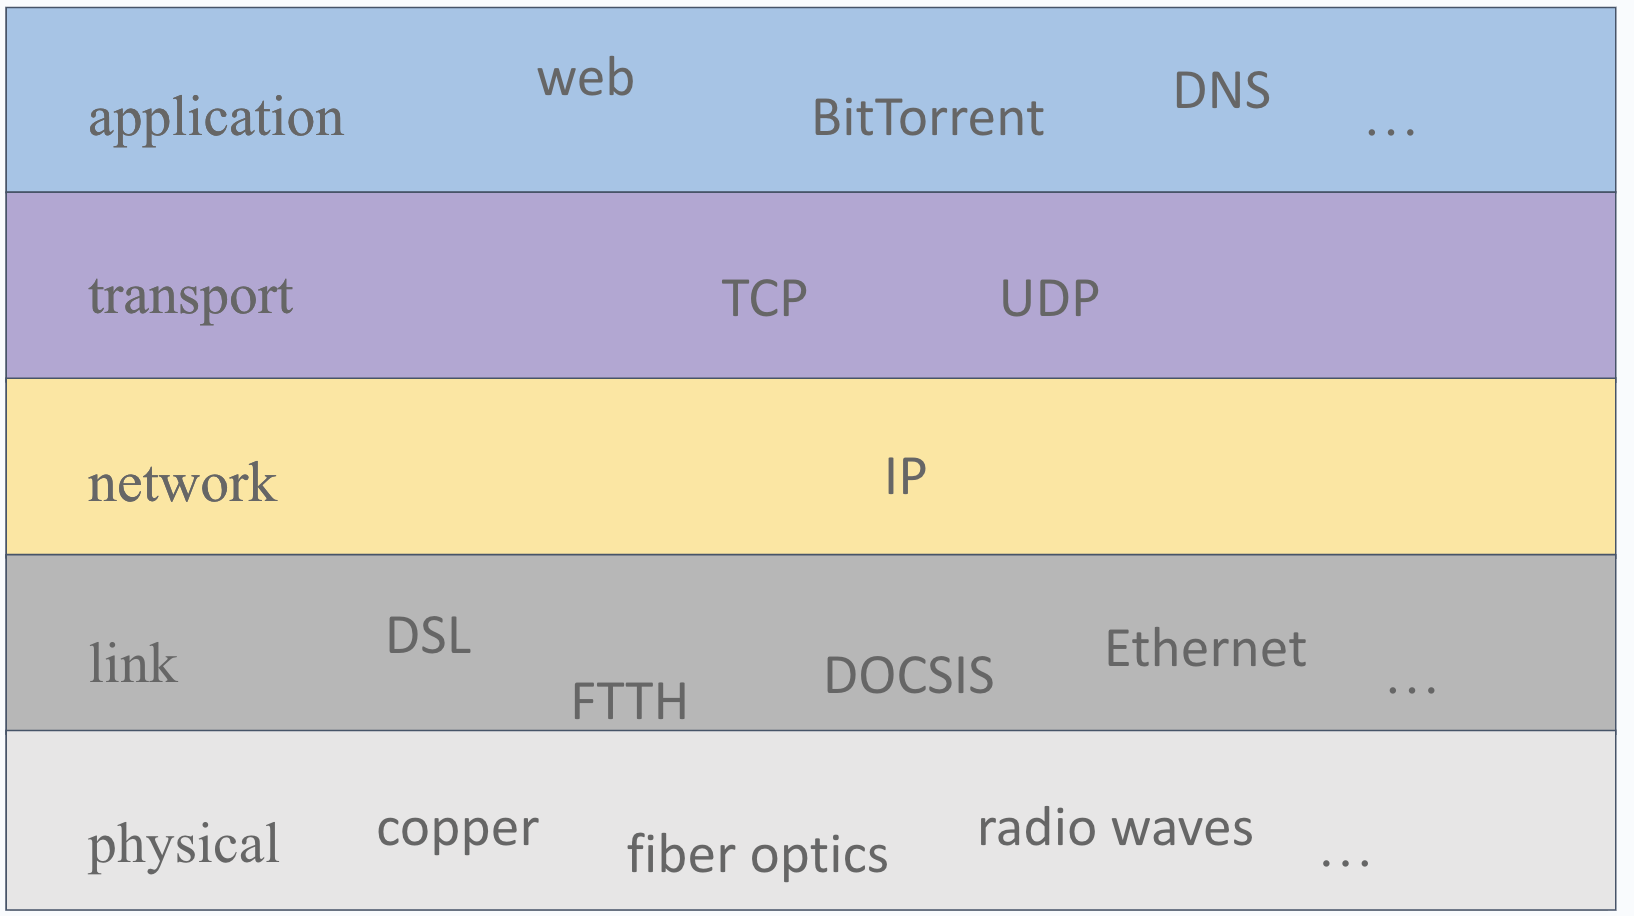 application web BitTorrent DNS ...
transport TCP UDP
network IP
link DSL FTTH DOCSIS Ethernet ...
physical copper fiber optics radio waves ...